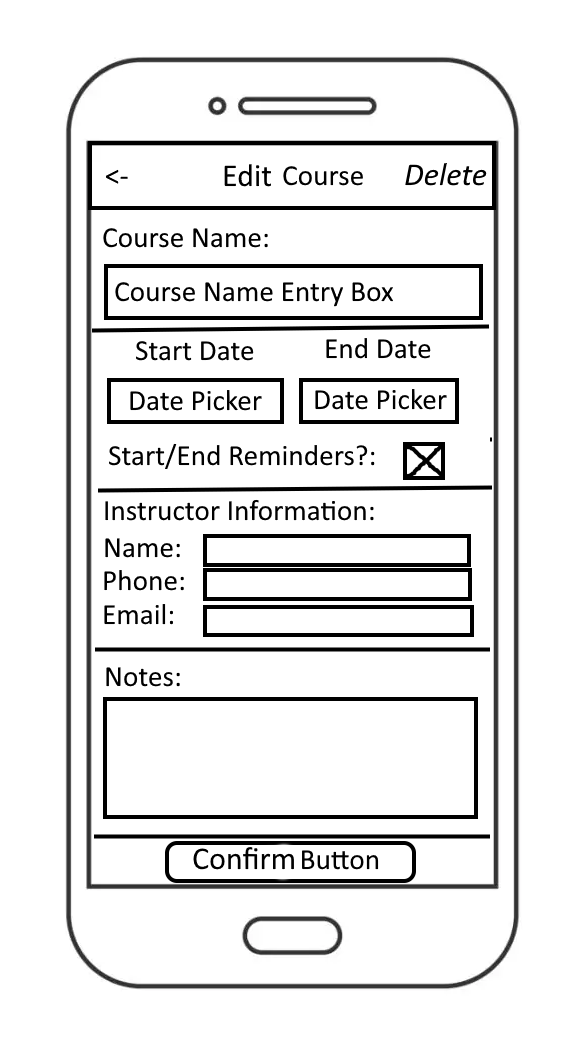 <- Edit Course Delete
Course Name:
Course Name Entry Box
Start Date End Date
Date Picker Date Picker
Start/End Reminders?:
Instructor Information:
Name:
Phone:
Email:
Notes:
Confirm Button